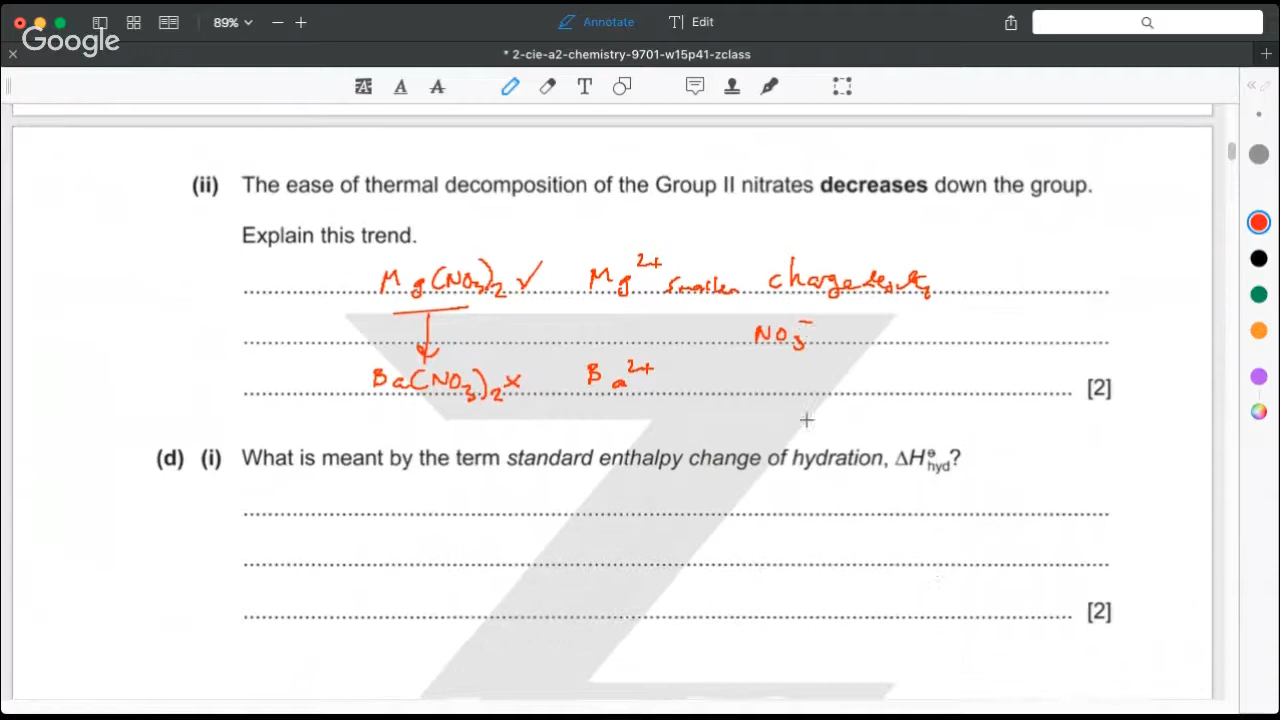 89%
Annotate
T Edit
Google
* 2-cie-a2-chemistry-9701-w15p41-zclass
(ii) The ease of thermal decomposition of the Group II nitrates decreases down the group.
Explain this trend.
Mg(NO3)2 ✓ Mg2+ smaller charge density
NO3-
Ba(NO3)2 × Ba2+
[2]
(d) (i) What is meant by the term standard enthalpy change of hydration, ΔH⦵hyd?
[2]